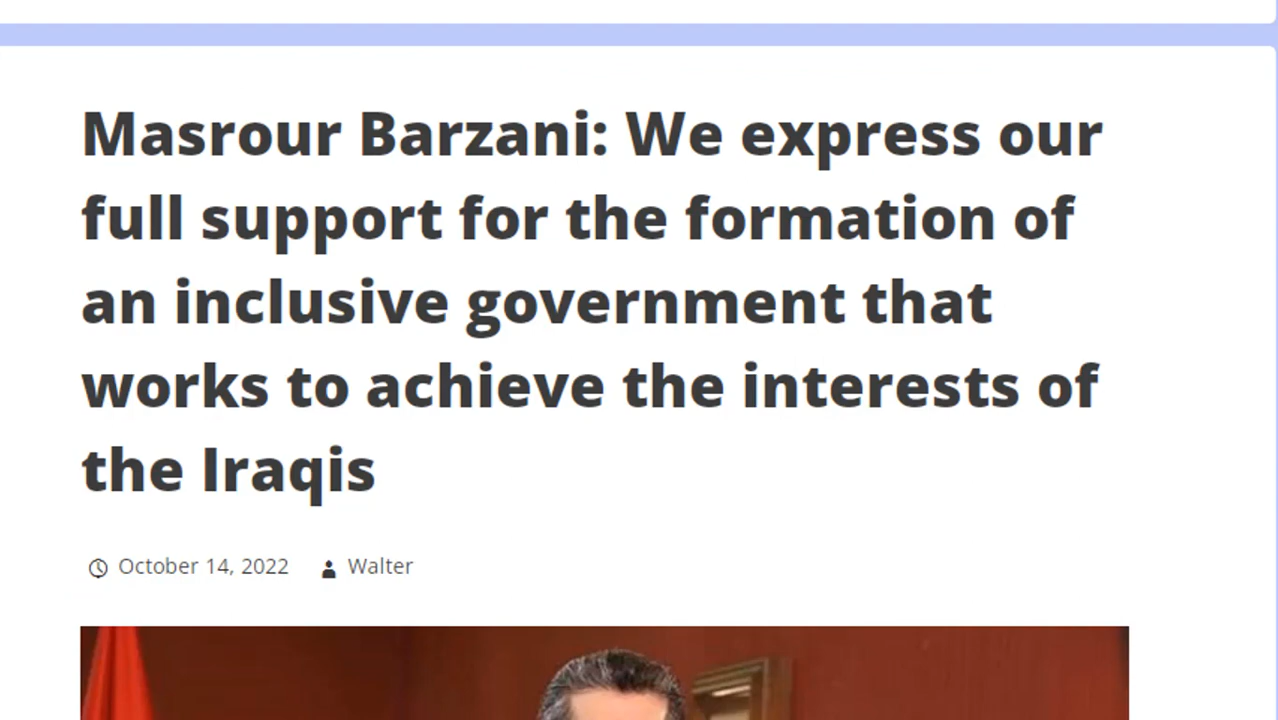 Masrour Barzani: We express our
full support for the formation of
an inclusive government that
works to achieve the interests of
the Iraqis
October 14, 2022 Walter